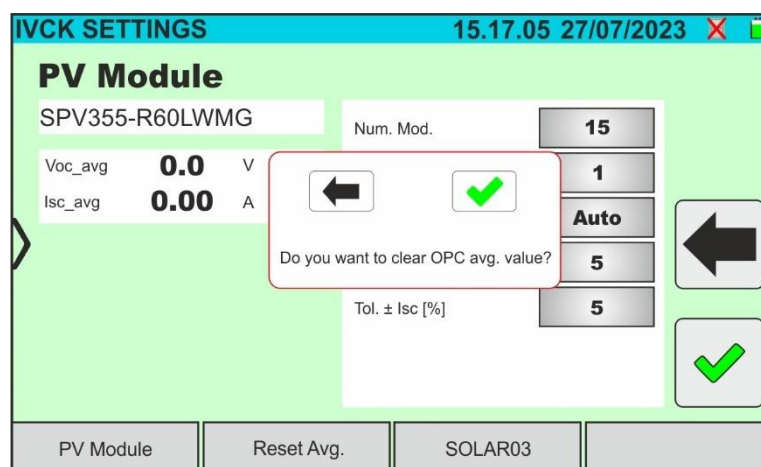 IVCK SETTINGS 15.17.05 27/07/2023
PV Module
SPV355-R60LWMG
Voc_avg 0.0 V
Isc_avg 0.00 A
Num. Mod. 15
1
Auto
5
Tol. ± Isc [%] 5
Do you want to clear OPC avg. value?
PV Module Reset Avg. SOLAR03